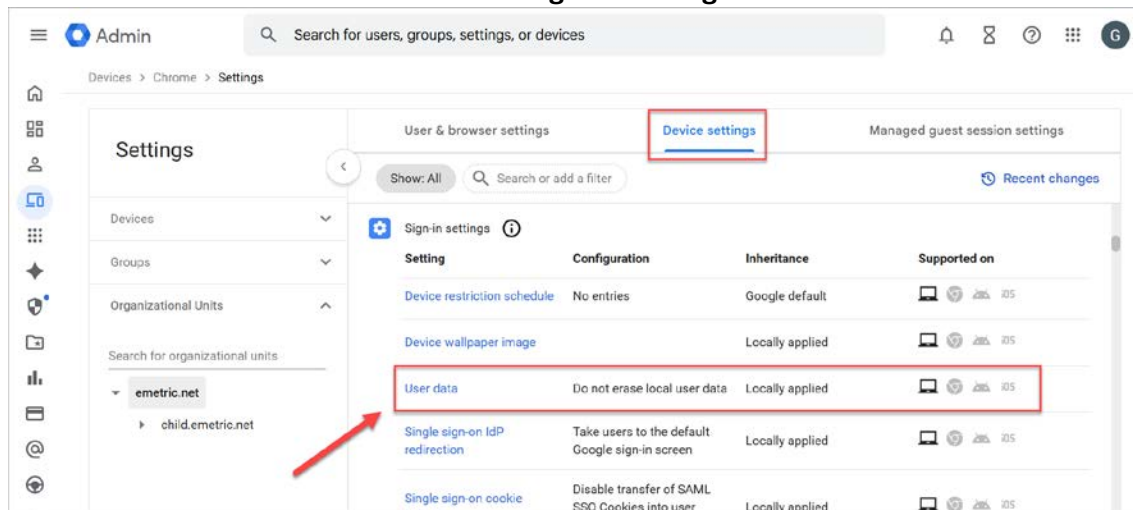 Admin
Search for users, groups, settings, or devices
G
Devices > Chrome > Settings
Settings
User & browser settings
Device settings
Managed guest session settings
Show: All
Search or add a filter
Recent changes
Devices
Groups
Organizational Units
Search for organizational units
emetric.net
child.emetric.net
Sign-in settings
Setting Configuration Inheritance Supported on
Device restriction schedule No entries Google default iOS
Device wallpaper image Locally applied iOS
User data Do not erase local user data Locally applied iOS
Single sign-on IdP redirection Take users to the default Google sign-in screen Locally applied iOS
Single sign-on cookie Disable transfer of SAML SSO Cookies into user Locally applied iOS